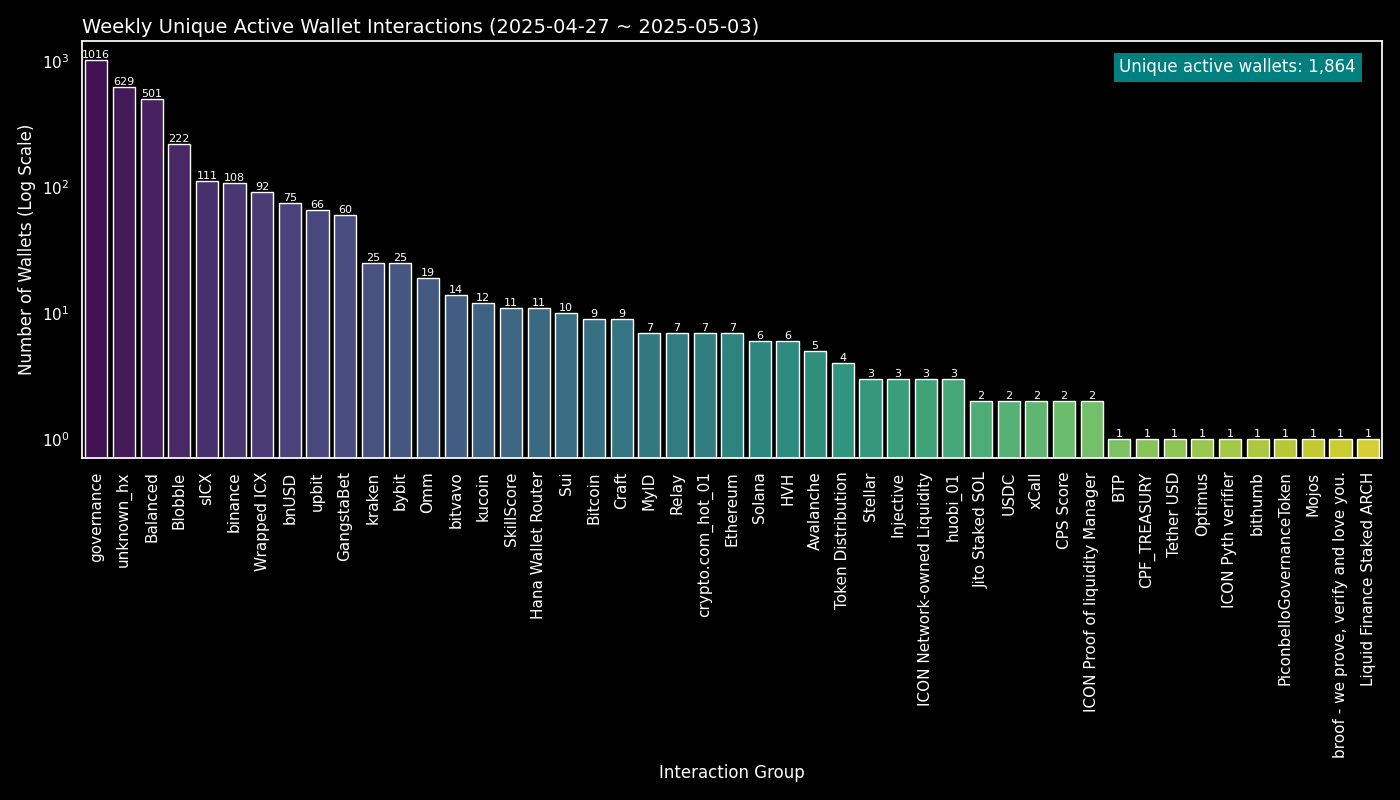 Weekly Unique Active Wallet Interactions (2025-04-27 ~ 2025-05-03)
Unique active wallets: 1,864
Number of Wallets (Log Scale)
10³
10²
10¹
10⁰
1016
629
501
222
111
108
92
75
66
60
25
25
19
14
12
11
11
10
9
9
7
7
7
7
6
6
5
4
3
3
3
3
2
2
2
2
2
1
1
1
1
1
1
1
1
1
1
governance
unknown_hx
Balanced
Blobble
sICX
binance
Wrapped ICX
bnUSD
upbit
GangstaBet
kraken
bybit
Omm
bitvavo
kucoin
SkillScore
Hana Wallet Router
Sui
Bitcoin
Craft
MyID
Relay
crypto.com_hot_01
Ethereum
Solana
HVH
Avalanche
Token Distribution
Stellar
Injective
ICON Network-owned Liquidity
huobi_01
Jito Staked SOL
USDC
xCall
CPS Score
ICON Proof of liquidity Manager
BTP
CPF_TREASURY
Tether USD
Optimus
ICON Pyth verifier
bithumb
PiconbelloGovernanceToken
Mojos
broof - we prove, verify and love you.
Liquid Finance Staked ARCH
Interaction Group